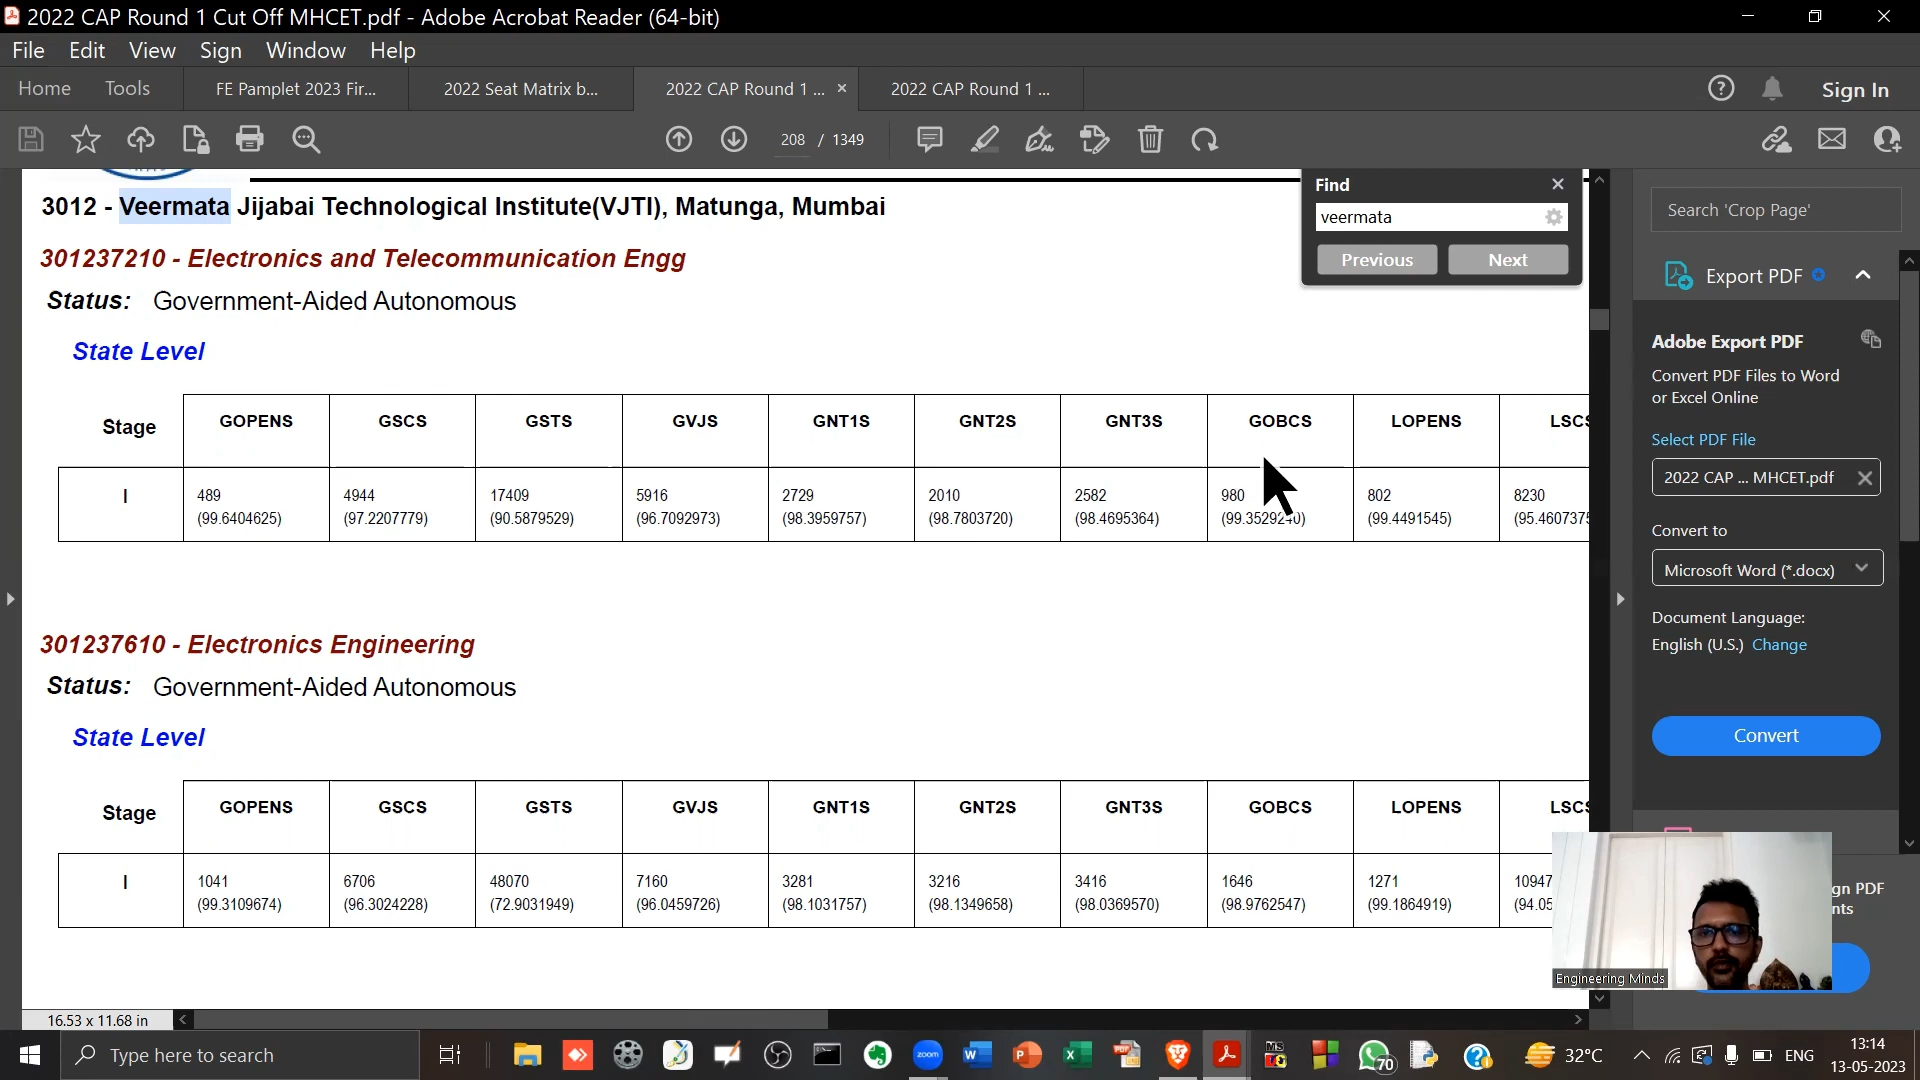 2022 CAP Round 1 Cut Off MHCET.pdf - Adobe Acrobat Reader (64-bit)
File Edit View Sign Window Help
Home Tools FE Pamplet 2023 Fir... 2022 Seat Matrix b... 2022 CAP Round 1 ... × 2022 CAP Round 1 ... Sign In
208 / 1349
3012 - Veermata Jijabai Technological Institute(VJTI), Matunga, Mumbai
301237210 - Electronics and Telecommunication Engg
Status: Government-Aided Autonomous
State Level
Stage GOPENS GSCS GSTS GVJS GNT1S GNT2S GNT3S GOBCS LOPENS LSCS
I 489 4944 17409 5916 2729 2010 2582 980 802 8230
(99.6404625) (97.2207779) (90.5879529) (96.7092973) (98.3959757) (98.7803720) (98.4695364) (99.4491545)
301237610 - Electronics Engineering
Status: Government-Aided Autonomous
State Level
Stage GOPENS GSCS GSTS GVJS GNT1S GNT2S GNT3S GOBCS LOPENS LSCS
I 1041 6706 48070 7160 3281 3216 3416 1646 1271 10947
(99.3109674) (96.3024228) (72.9031949) (96.0459726) (98.1031757) (98.1349658) (98.0369570) (98.9762547) (99.1864919) (94.05
16.53 x 11.68 in
Find
veermata
Previous Next
Search 'Crop Page'
Export PDF
Adobe Export PDF
Convert PDF Files to Word
or Excel Online
Select PDF File
2022 CAP ... MHCET.pdf
Convert to
Microsoft Word (*.docx)
Document Language:
English (U.S.) Change
Convert
gn PDF
nts
Engineering Minds
Type here to search
zoom
70
32°C
ENG
13:14
13-05-2023